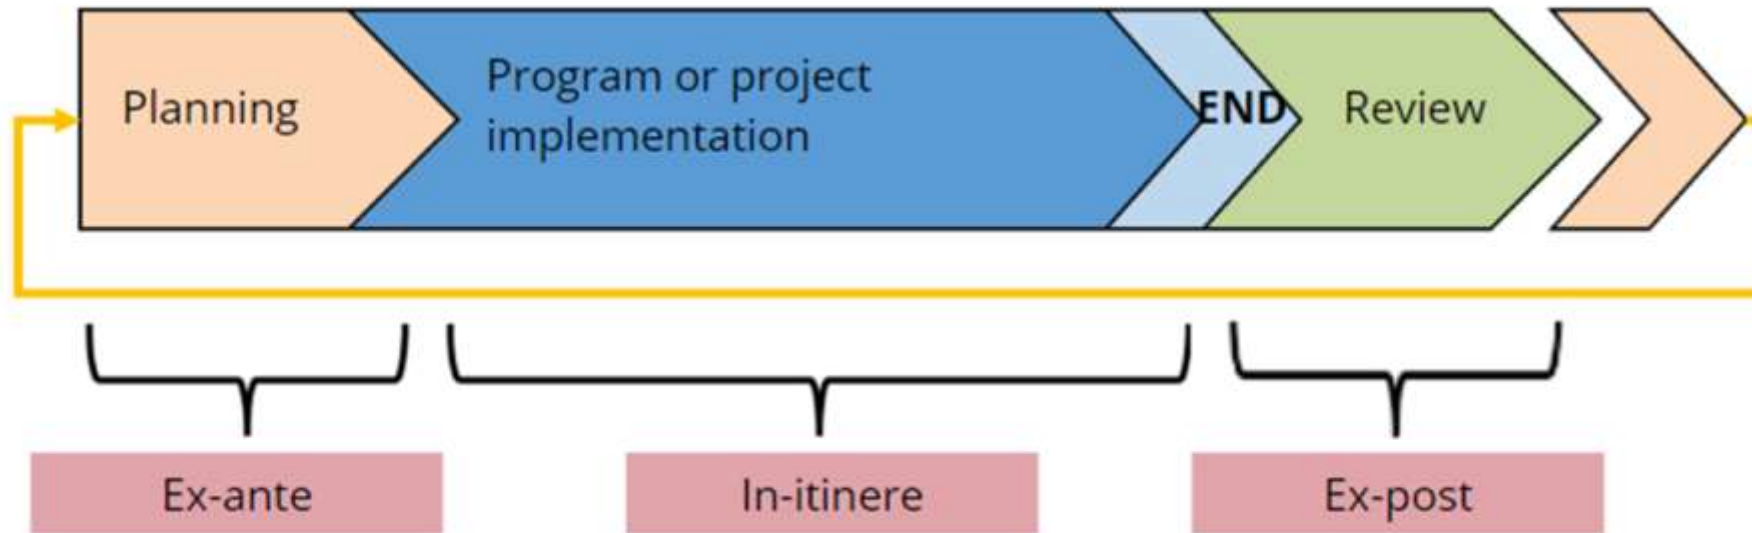 Planning
Program or project
implementation
END
Review
Ex-ante
In-itinere
Ex-post